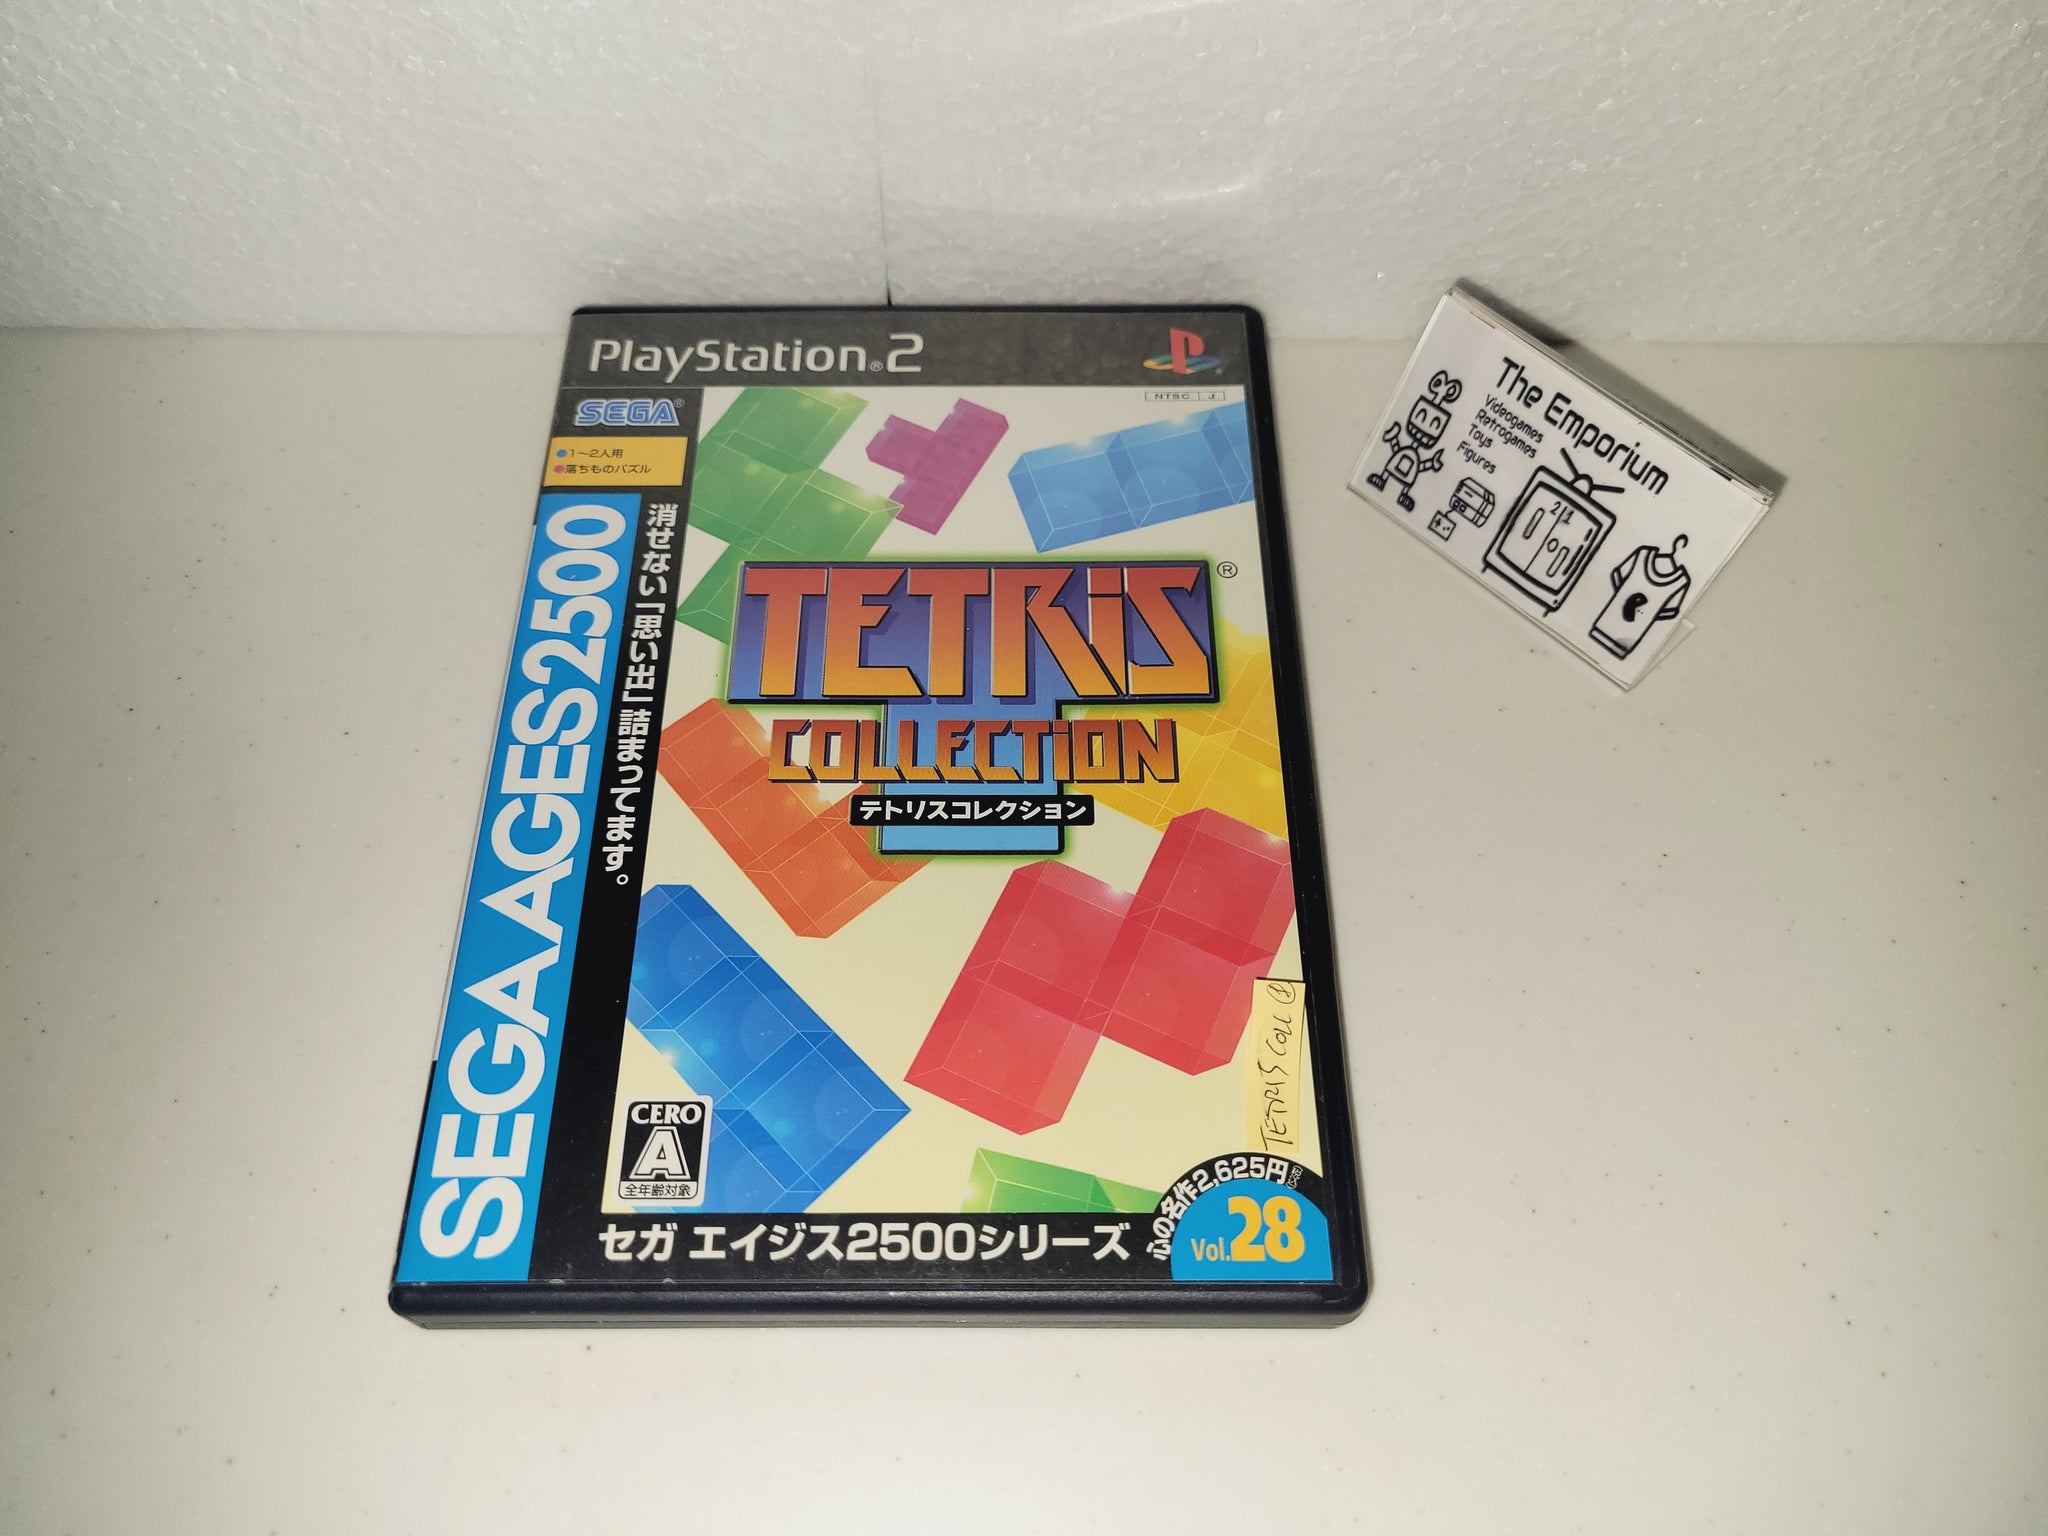 PlayStation®2
NTSC J
SEGA®
●1〜2人用
●落ちものパズル
SEGA AGES 2500
消せない「思い出」詰まってます。
TETRiS®
COLLECTiON
テトリスコレクション
TETRIS COLL
CERO
A
全年齢対象
セガ エイジス2500シリーズ
心の名作2,625円
Vol.28
The Emporium
Videogames
Retrogames
Toys
Figures
2 1